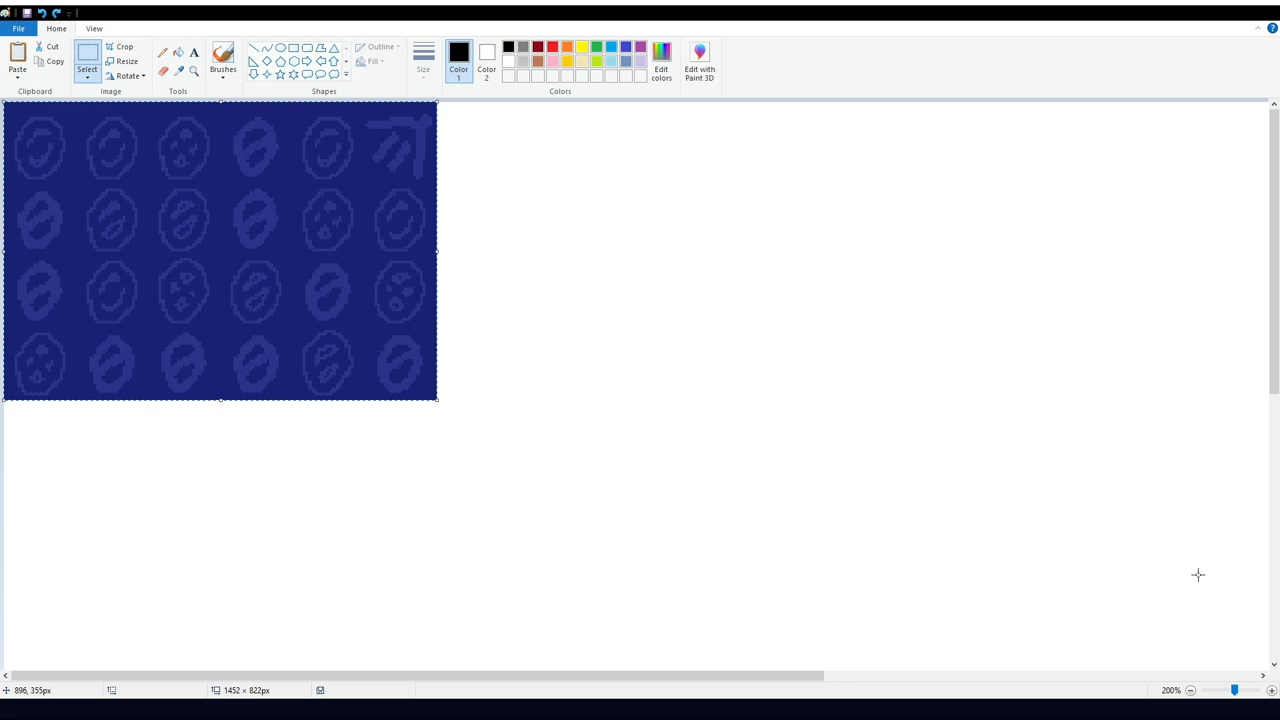 File Home View
Paste Cut Copy Select Crop Resize Rotate Brushes Outline Fill Size Color 1 Color 2 Edit colors Edit with Paint 3D
Clipboard Image Tools Shapes Colors
896, 355px 1452 × 822px 200%